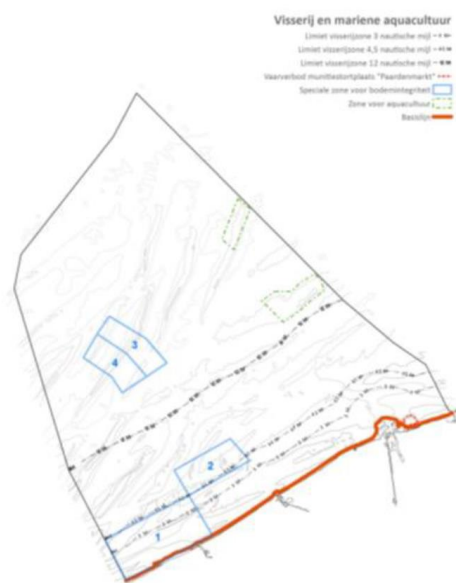 Visserij en mariene aquacultuur
Limiet visserijzone 3 nautische mijl
Limiet visserijzone 4,5 nautische mijl
Limiet visserijzone 12 nautische mijl
Vaarverbod munitiestortplaats "Paardenmarkt"
Speciale zone voor bodemintegriteit
Zone voor aquacultuur
Basislijn
3
4
2
1